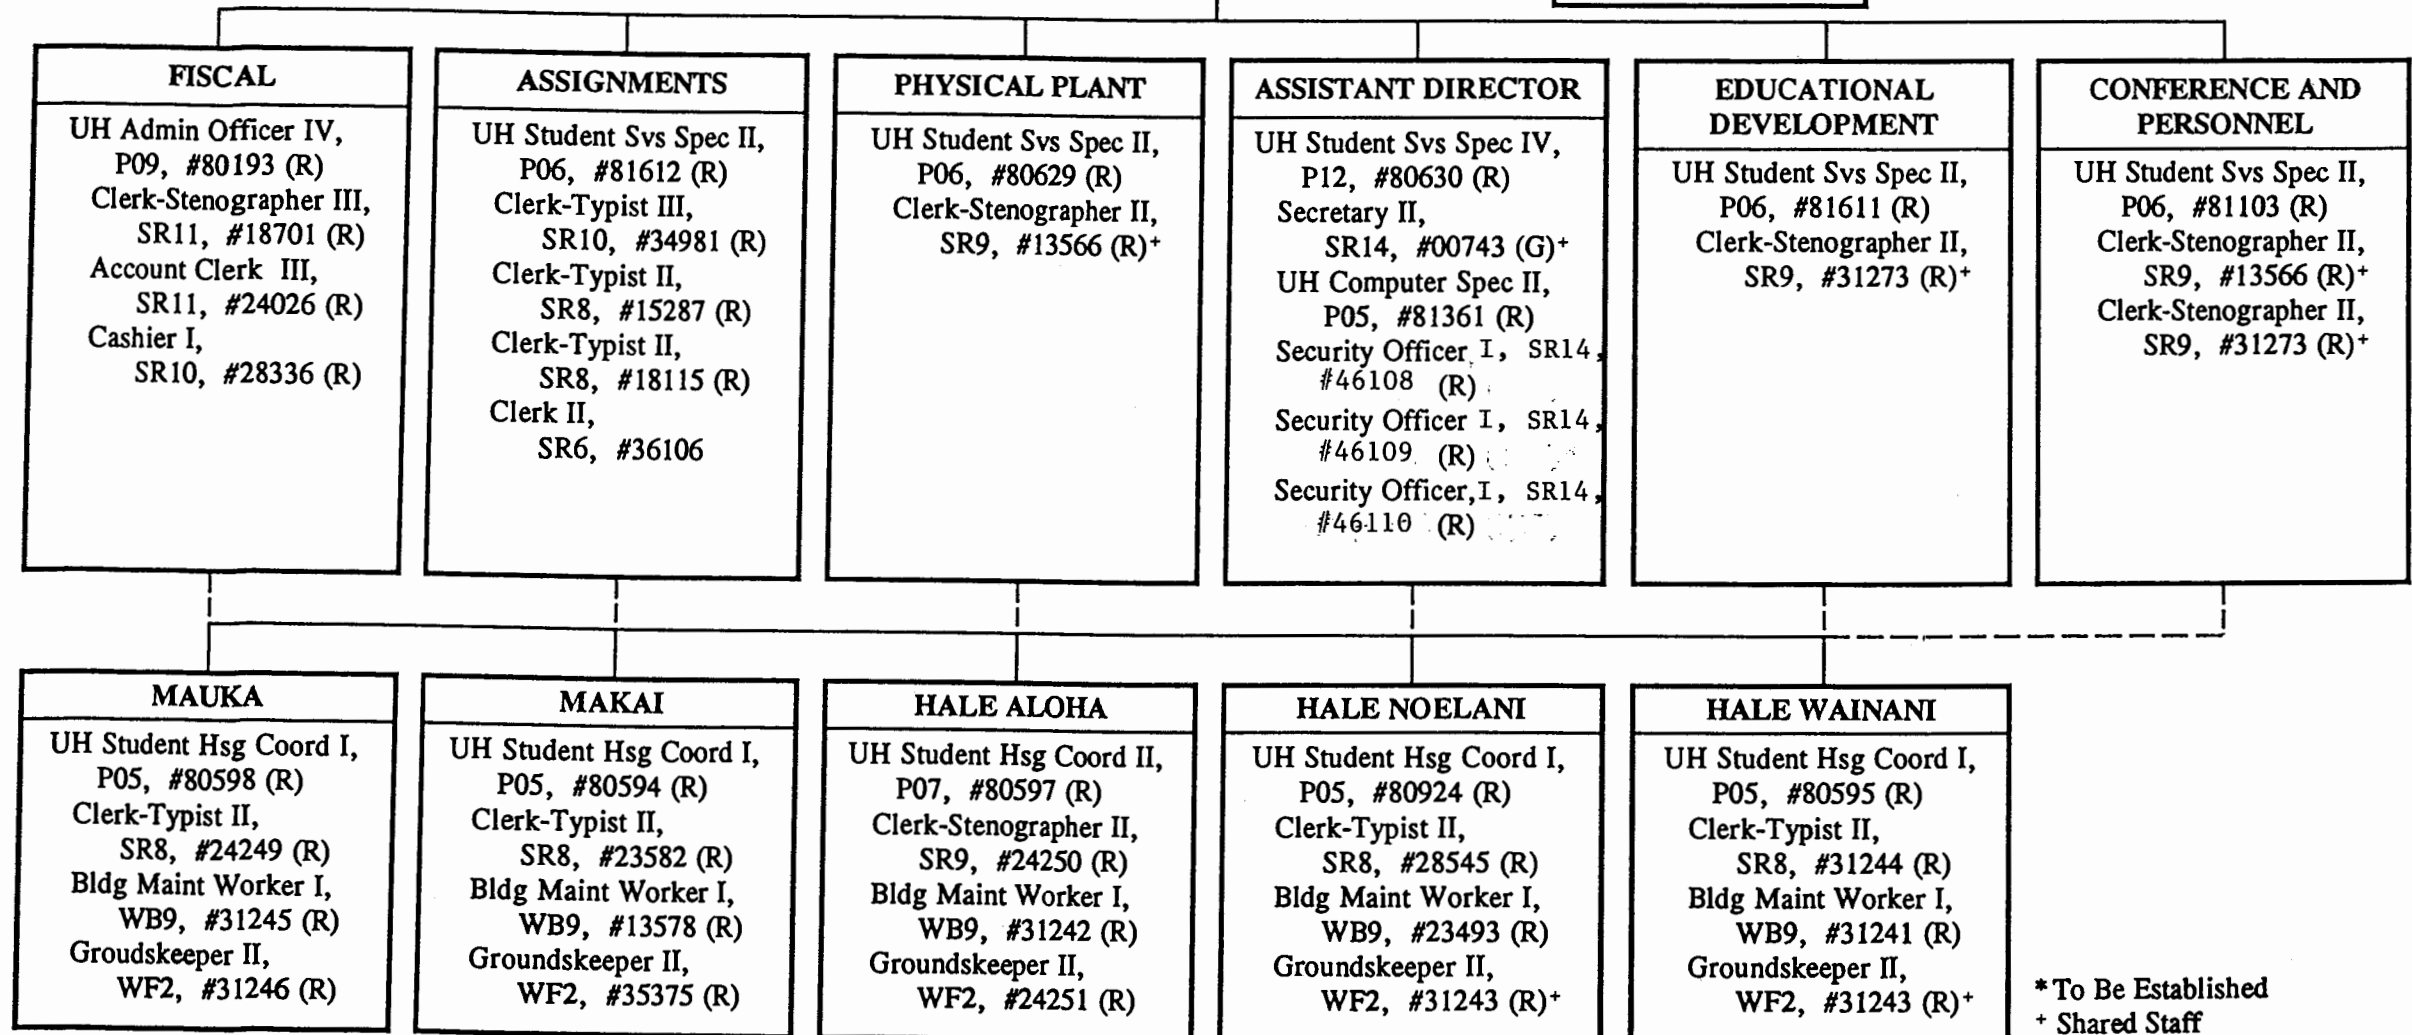 FISCAL
UH Admin Officer IV,
P09, #80193 (R)
Clerk-Stenographer III,
SR11, #18701 (R)
Account Clerk III,
SR11, #24026 (R)
Cashier I,
SR10, #28336 (R)
ASSIGNMENTS
UH Student Svs Spec II,
P06, #81612 (R)
Clerk-Typist III,
SR10, #34981 (R)
Clerk-Typist II,
SR8, #15287 (R)
Clerk-Typist II,
SR8, #18115 (R)
Clerk II,
SR6, #36106
PHYSICAL PLANT
UH Student Svs Spec II,
P06, #80629 (R)
Clerk-Stenographer II,
SR9, #13566 (R)+
ASSISTANT DIRECTOR
UH Student Svs Spec IV,
P12, #80630 (R)
Secretary II,
SR14, #00743 (G)+
UH Computer Spec II,
P05, #81361 (R)
Security Officer I, SR14,
#46108 (R)
Security Officer I, SR14,
#46109 (R)
Security Officer, I, SR14,
#46110 (R)
EDUCATIONAL
DEVELOPMENT
UH Student Svs Spec II,
P06, #81611 (R)
Clerk-Stenographer II,
SR9, #31273 (R)+
CONFERENCE AND
PERSONNEL
UH Student Svs Spec II,
P06, #81103 (R)
Clerk-Stenographer II,
SR9, #13566 (R)+
Clerk-Stenographer II,
SR9, #31273 (R)+
MAUKA
UH Student Hsg Coord I,
P05, #80598 (R)
Clerk-Typist II,
SR8, #24249 (R)
Bldg Maint Worker I,
WB9, #31245 (R)
Groudskeeper II,
WF2, #31246 (R)
MAKAI
UH Student Hsg Coord I,
P05, #80594 (R)
Clerk-Typist II,
SR8, #23582 (R)
Bldg Maint Worker I,
WB9, #13578 (R)
Groundskeeper II,
WF2, #35375 (R)
HALE ALOHA
UH Student Hsg Coord II,
P07, #80597 (R)
Clerk-Stenographer II,
SR9, #24250 (R)
Bldg Maint Worker I,
WB9, #31242 (R)
Groundskeeper II,
WF2, #24251 (R)
HALE NOELANI
UH Student Hsg Coord I,
P05, #80924 (R)
Clerk-Typist II,
SR8, #28545 (R)
Bldg Maint Worker I,
WB9, #23493 (R)
Groundskeeper II,
WF2, #31243 (R)+
HALE WAINANI
UH Student Hsg Coord I,
P05, #80595 (R)
Clerk-Typist II,
SR8, #31244 (R)
Bldg Maint Worker I,
WB9, #31241 (R)
Groundskeeper II,
WF2, #31243 (R)+
* To Be Established
+ Shared Staff